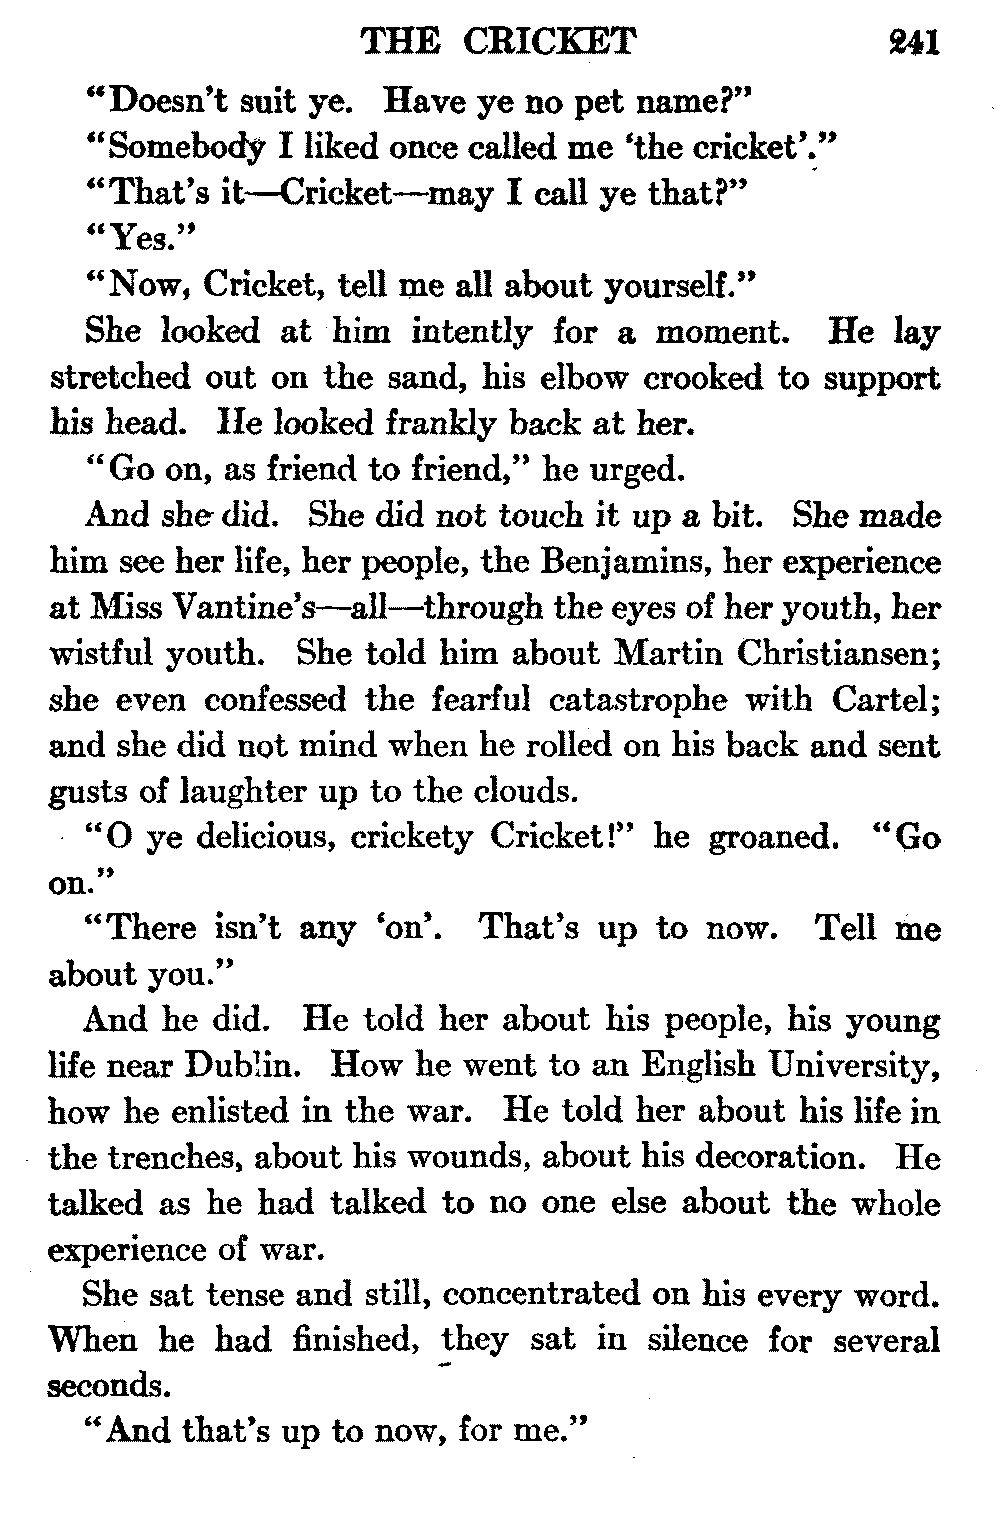 THE CRICKET 241
“Doesn’t suit ye. Have ye no pet name?”
“Somebody I liked once called me ‘the cricket’.”
“That’s it—Cricket—may I call ye that?”
“Yes.”
“Now, Cricket, tell me all about yourself.”
She looked at him intently for a moment. He lay
stretched out on the sand, his elbow crooked to support
his head. He looked frankly back at her.
“Go on, as friend to friend,” he urged.
And she did. She did not touch it up a bit. She made
him see her life, her people, the Benjamins, her experience
at Miss Vantine’s—all—through the eyes of her youth, her
wistful youth. She told him about Martin Christiansen;
she even confessed the fearful catastrophe with Cartel;
and she did not mind when he rolled on his back and sent
gusts of laughter up to the clouds.
“O ye delicious, crickety Cricket!” he groaned. “Go
on.”
“There isn’t any ‘on’. That’s up to now. Tell me
about you.”
And he did. He told her about his people, his young
life near Dublin. How he went to an English University,
how he enlisted in the war. He told her about his life in
the trenches, about his wounds, about his decoration. He
talked as he had talked to no one else about the whole
experience of war.
She sat tense and still, concentrated on his every word.
When he had finished, they sat in silence for several
seconds.
“And that’s up to now, for me.”